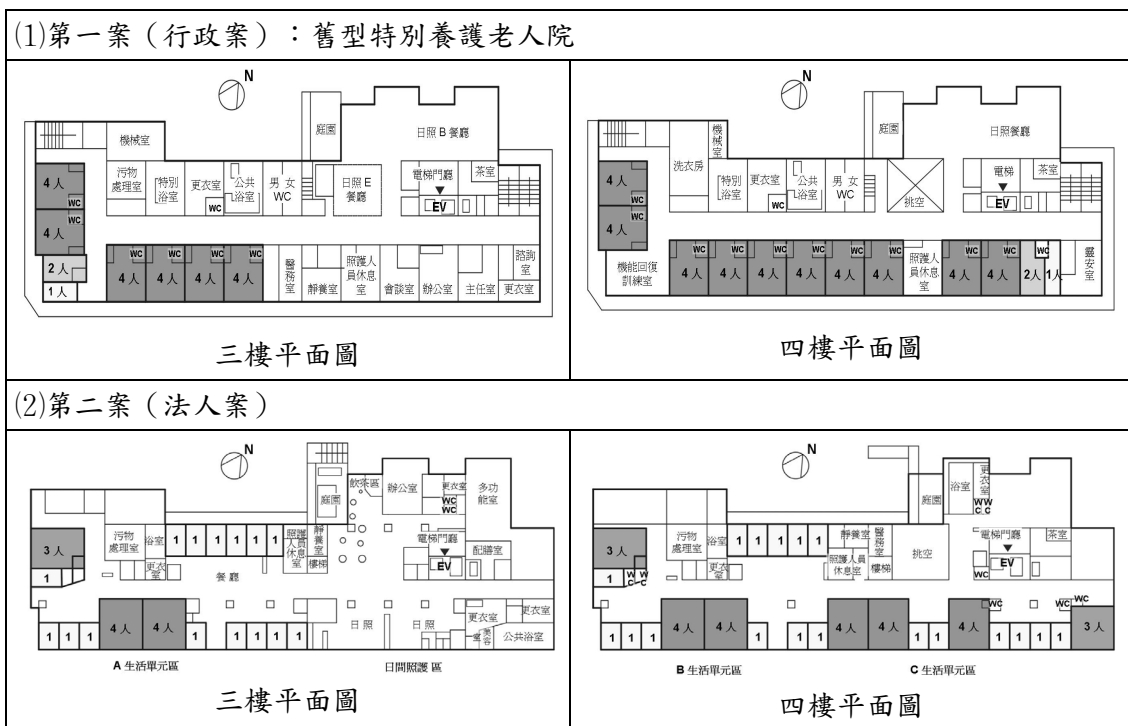 ⑴第一案（行政案）：舊型特別養護老人院
N
庭園
日照 B 餐廳
機械室
4 人
WC
污物
處理室
特別
浴室
更衣室
WC
公共
浴室
男 女
WC
日照 E
餐廳
電梯門廳
EV
茶室
WC
4 人
2 人
1 人
WC
4 人
WC
4 人
WC
4 人
WC
4 人
醫務室
靜養室
照護人
員休息
室
會談室
辦公室
主任室
諮詢
室
更衣室
三樓平面圖
N
庭園
日照餐廳
洗衣房
機械室
4 人
WC
特別
浴室
更衣室
WC
公共
浴室
男 女
WC
挑空
電梯
EV
茶室
WC
4 人
機能回復
訓練室
WC
4 人
WC
4 人
WC
4 人
WC
4 人
WC
4 人
WC
4 人
照護人
員休息
室
WC
4 人
WC
4 人
WC
2人
1人
靈安室
四樓平面圖
⑵第二案（法人案）
N
庭園
飲茶區
辦公室
更衣室
WC
WC
多功
能室
3 人
1
污物
處理室
浴室
更衣
室
1 1 1 1 1 1
照護
人員
休息
室
靜養室
樓梯
電梯門廳
EV
配膳室
餐 廳
1 1 1
4 人
4 人
1 1 1 1 1
日 照
日 照
更衣室
更衣室
美容室
公共浴室
A 生活單元區
日間照護 區
三樓平面圖
N
庭園
浴室
更衣室
WC
WC
3 人
1
WC
WC
污物
處理室
浴室
更衣
室
1 1 1 1 1 1
靜養室
醫務室
照護人員
休息室
樓梯
挑空
電梯門廳
EV
WC
茶室
WC
WC
1 1 1
4 人
4 人
1 1 1
4 人
4 人
1 1
4 人
1 1 1 1
3 人
B 生活單元區
C 生活單元區
四樓平面圖